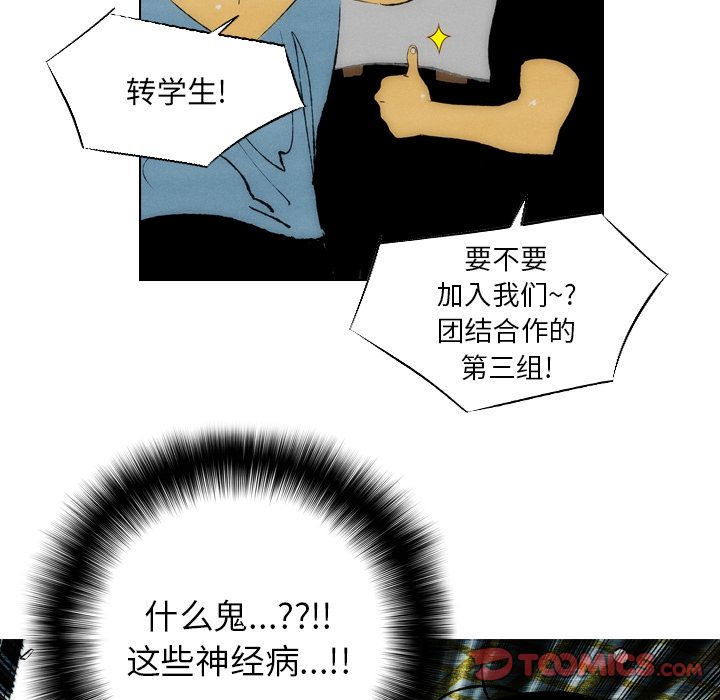 转学生!
要不要
加入我们~?
团结合作的
第三组!
什么鬼...??!!
这些神经病...!!
TOOMICS.COM